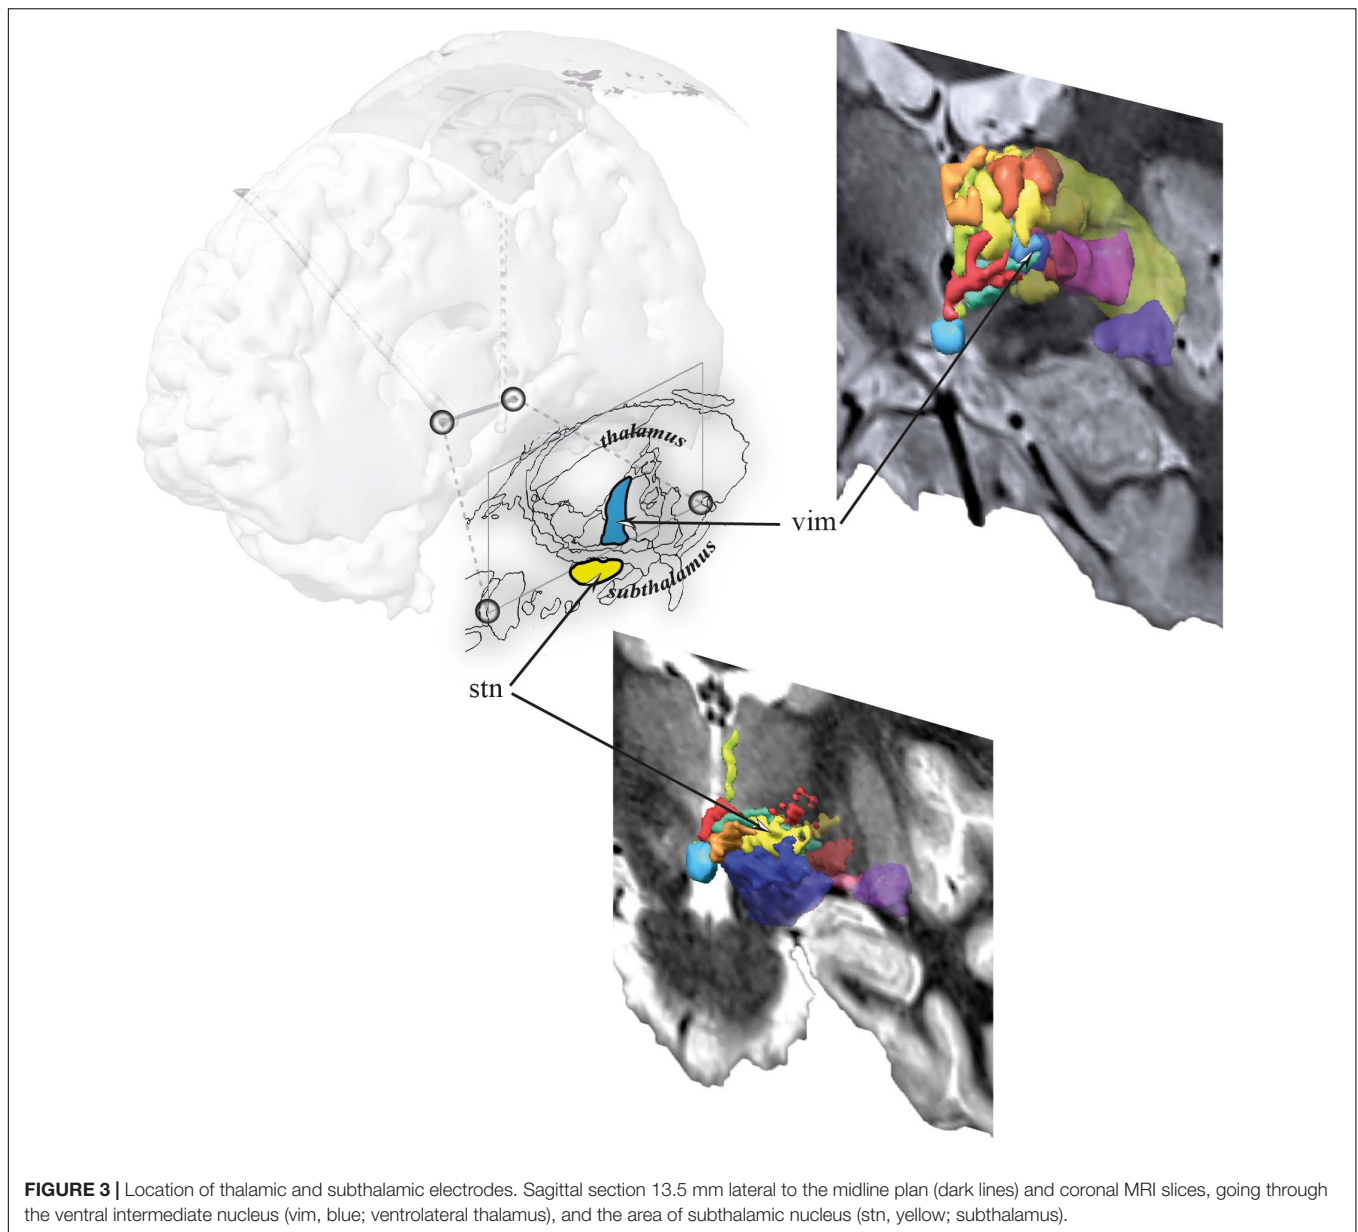 thalamus
vim
subthalamus
stn
FIGURE 3 | Location of thalamic and subthalamic electrodes. Sagittal section 13.5 mm lateral to the midline plan (dark lines) and coronal MRI slices, going through
the ventral intermediate nucleus (vim, blue; ventrolateral thalamus), and the area of subthalamic nucleus (stn, yellow; subthalamus).